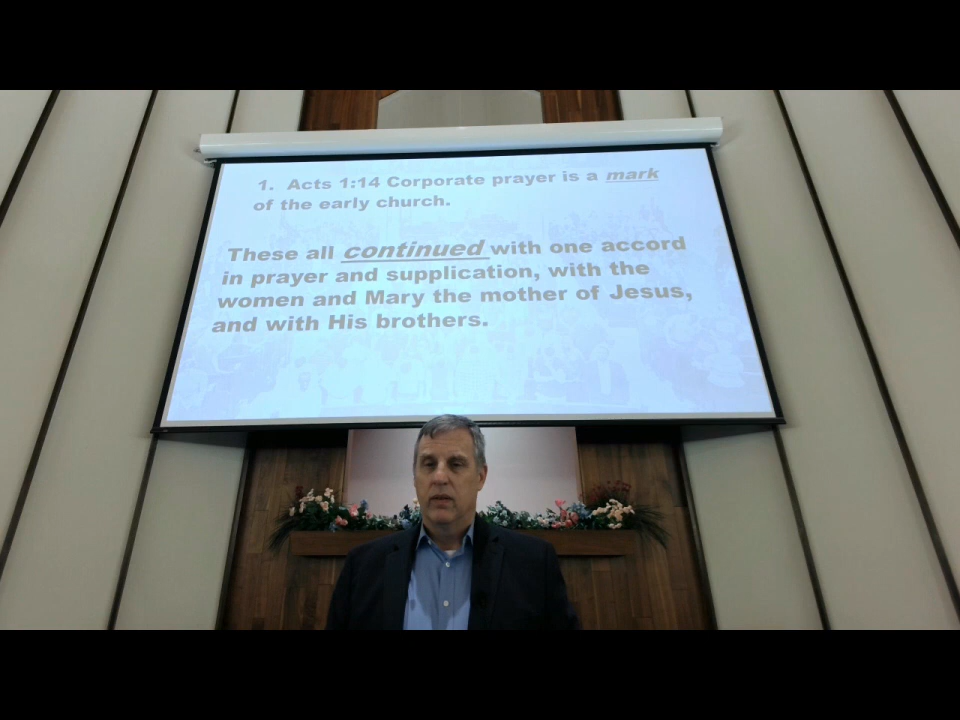 1. Acts 1:14 Corporate prayer is a mark
of the early church.
These all continued with one accord
in prayer and supplication, with the
women and Mary the mother of Jesus,
and with His brothers.